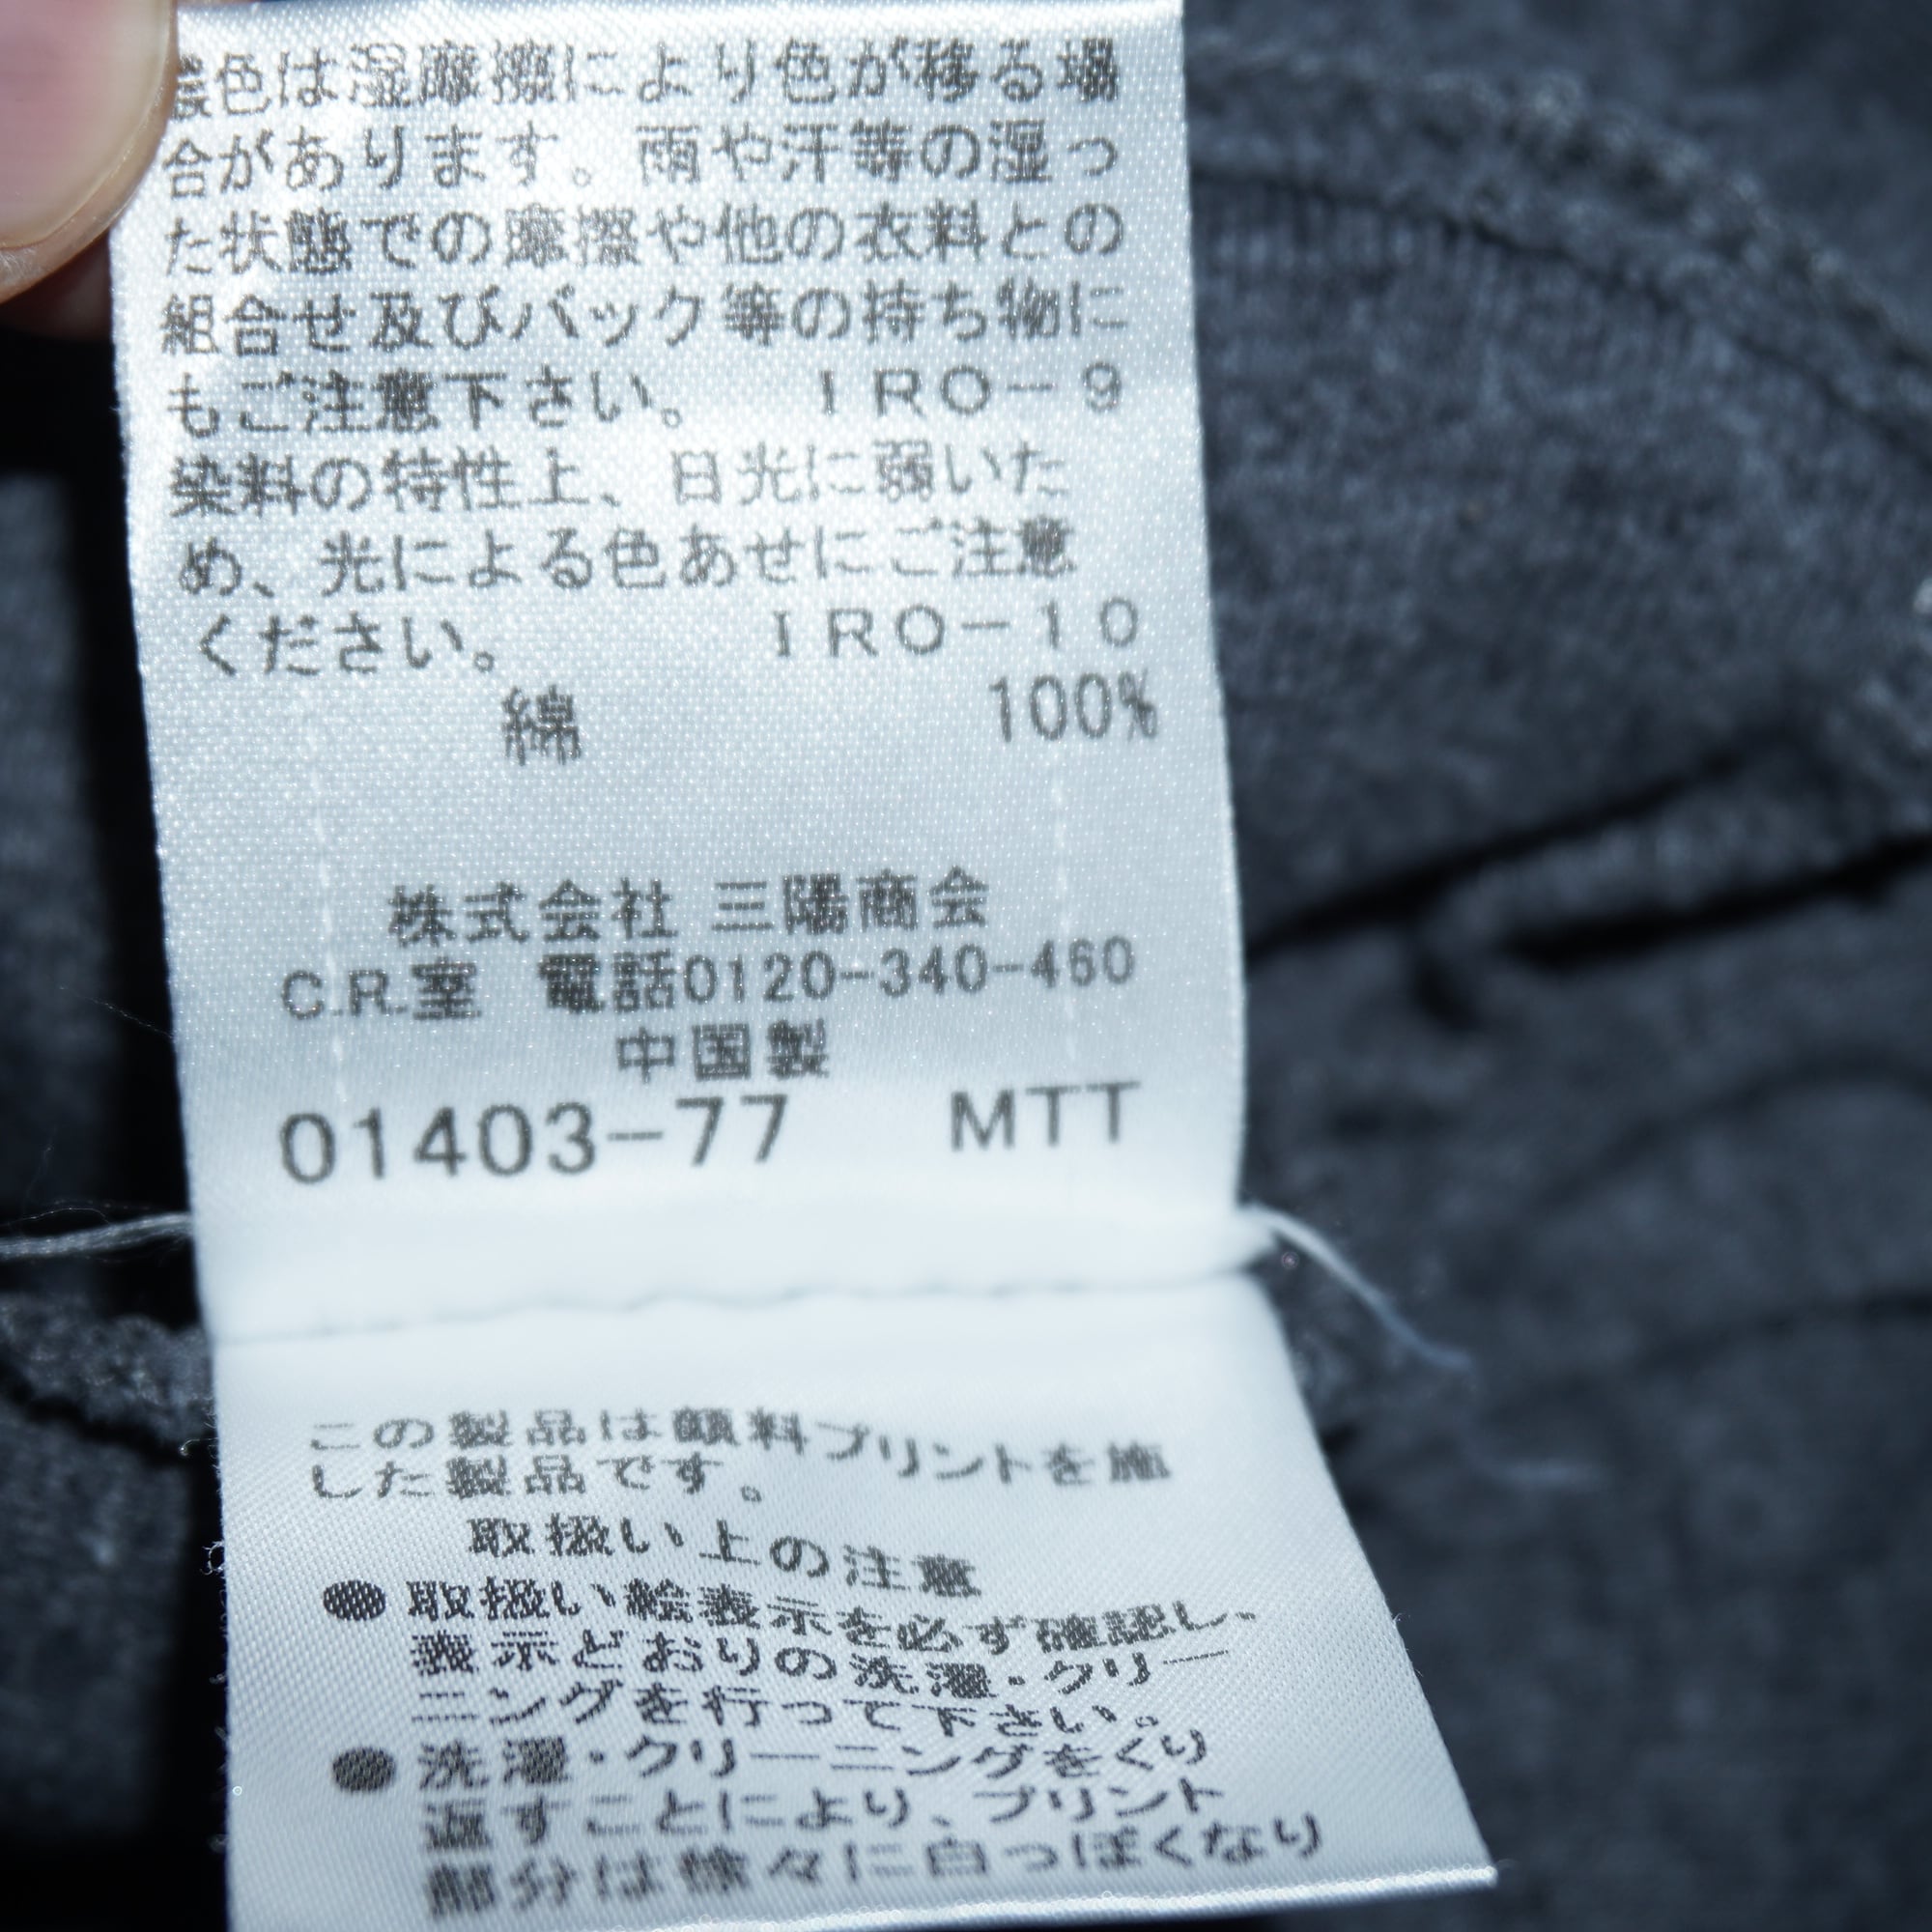 濃色は湿摩擦により色が移る場
合があります。雨や汗等の湿っ
た状態での摩擦や他の衣料との
組合せ及びバック等の持ち物に
もご注意下さい。 IRO-9
染料の特性上、日光に弱いた
め、光による色あせにご注意
ください。 IRO-10
綿 100%
株式会社 三陽商会
C.R.室 電話0120-340-460
中国製
01403-77 MTT
この製品は顔料プリントを施
した製品です。
取扱い上の注意
●取扱い絵表示を必ず確認し、
表示どおりの洗濯・クリー
ニングを行って下さい。
●洗濯・クリーニングをくり
返すことにより、プリント
部分は徐々に白っぽくなり